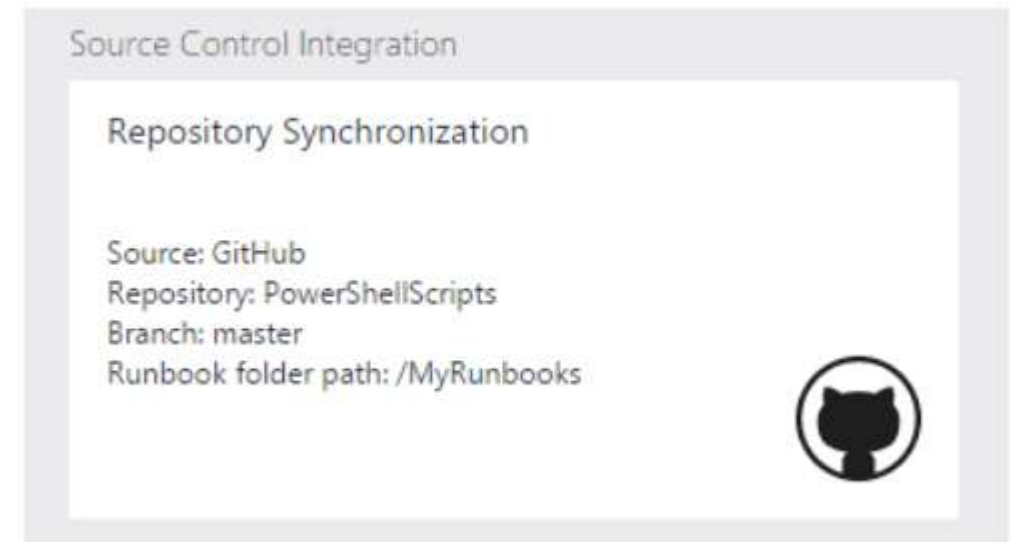 Source Control Integration
Repository Synchronization
Source: GitHub
Repository: PowerShellScripts
Branch: master
Runbook folder path: /MyRunbooks